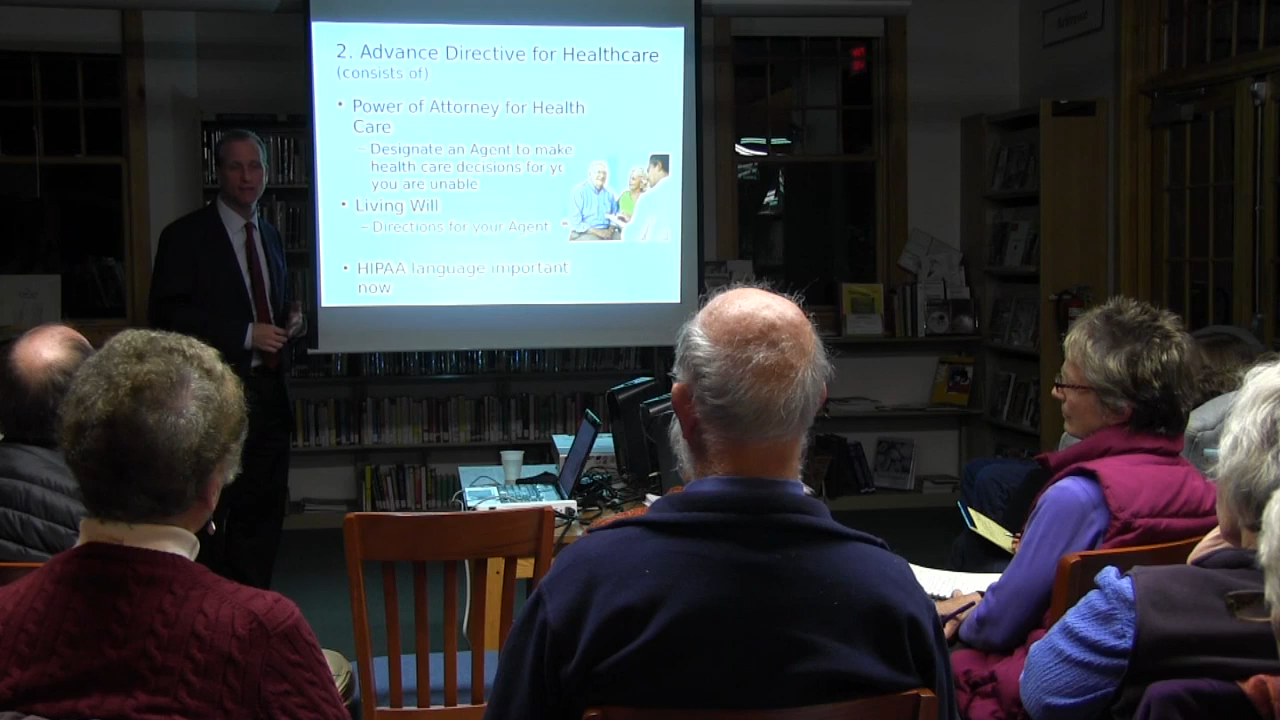 2. Advance Directive for Healthcare
(consists of)
• Power of Attorney for Health
Care
– Designate an Agent to make
health care decisions for yo
you are unable
• Living Will
– Directions for your Agent
• HIPAA language important
now